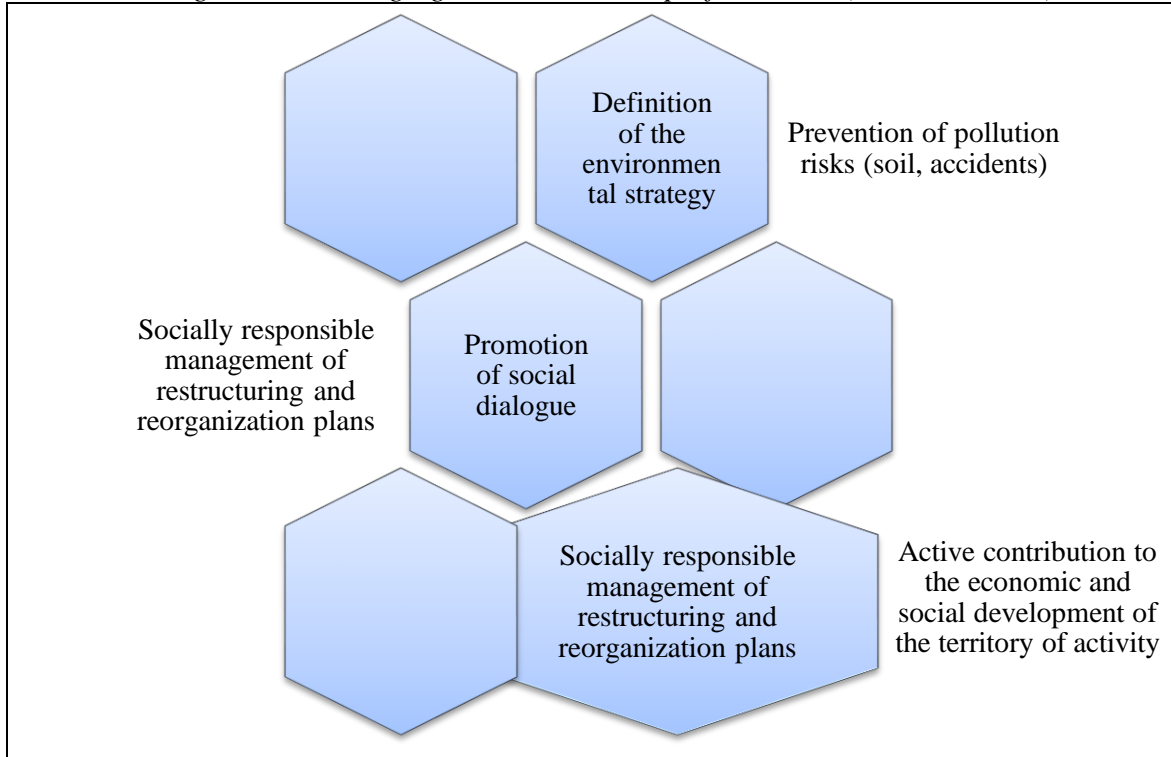 Definition
of the
environmen
tal strategy
Prevention of pollution
risks (soil, accidents)
Socially responsible
management of
restructuring and
reorganization plans
Promotion
of social
dialogue
Socially responsible
management of
restructuring and
reorganization plans
Active contribution to
the economic and
social development of
the territory of activity